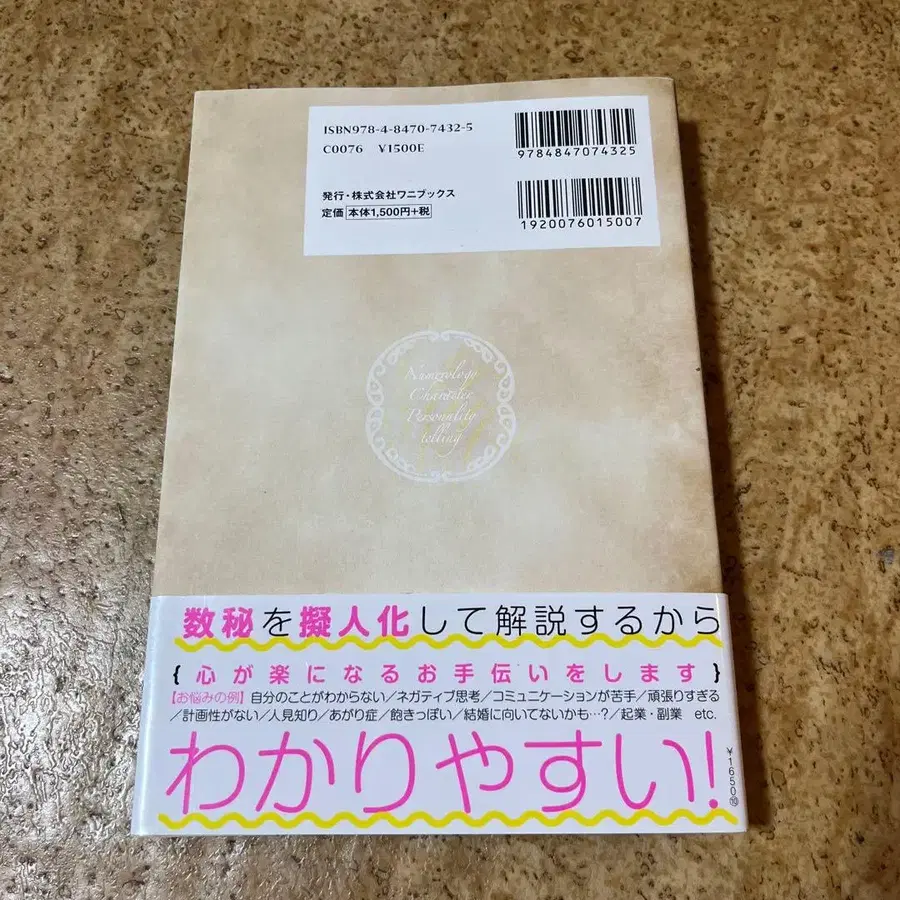 ISBN978-4-8470-7432-5
C0076 ¥1500E
発行・株式会社ワニブックス
定価 本体1,500円+税
9784847074325
1920076015007
Numerology
Character
Personality
telling
数秘を擬人化して解説するから
{心が楽になるお手伝いをします}
【お悩みの例】自分のことがわからない/ネガティブ思考/コミュニケーションが苦手/頑張りすぎる
/計画性がない/人見知り/あがり症/飽きっぽい/結婚に向いてないかも…?/起業・副業 etc.
わかりやすい!
¥1650⑩